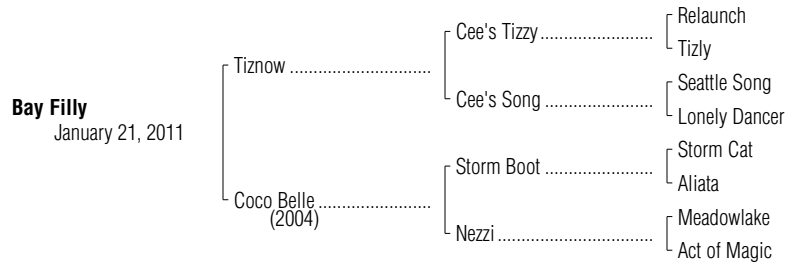 Relaunch
Cee's Tizzy
Tizly
Tiznow
Seattle Song
Cee's Song
Lonely Dancer
Bay Filly
January 21, 2011
Storm Cat
Storm Boot
Aliata
Coco Belle
(2004)
Meadowlake
Nezzi
Act of Magic